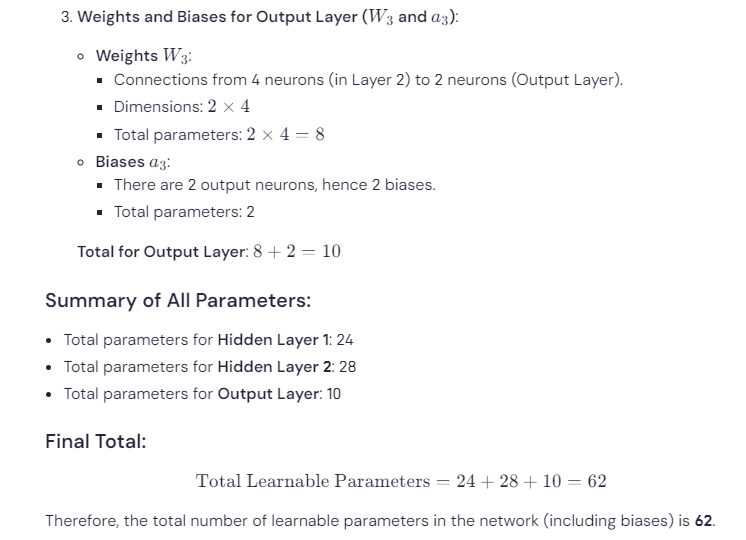 3. Weights and Biases for Output Layer (W₃ and a₃):
∘ Weights W₃:
▪ Connections from 4 neurons (in Layer 2) to 2 neurons (Output Layer).
▪ Dimensions: 2 × 4
▪ Total parameters: 2 × 4 = 8
∘ Biases a₃:
▪ There are 2 output neurons, hence 2 biases.
▪ Total parameters: 2
Total for Output Layer: 8 + 2 = 10
Summary of All Parameters:
• Total parameters for Hidden Layer 1: 24
• Total parameters for Hidden Layer 2: 28
• Total parameters for Output Layer: 10
Final Total:
Total Learnable Parameters = 24 + 28 + 10 = 62
Therefore, the total number of learnable parameters in the network (including biases) is 62.